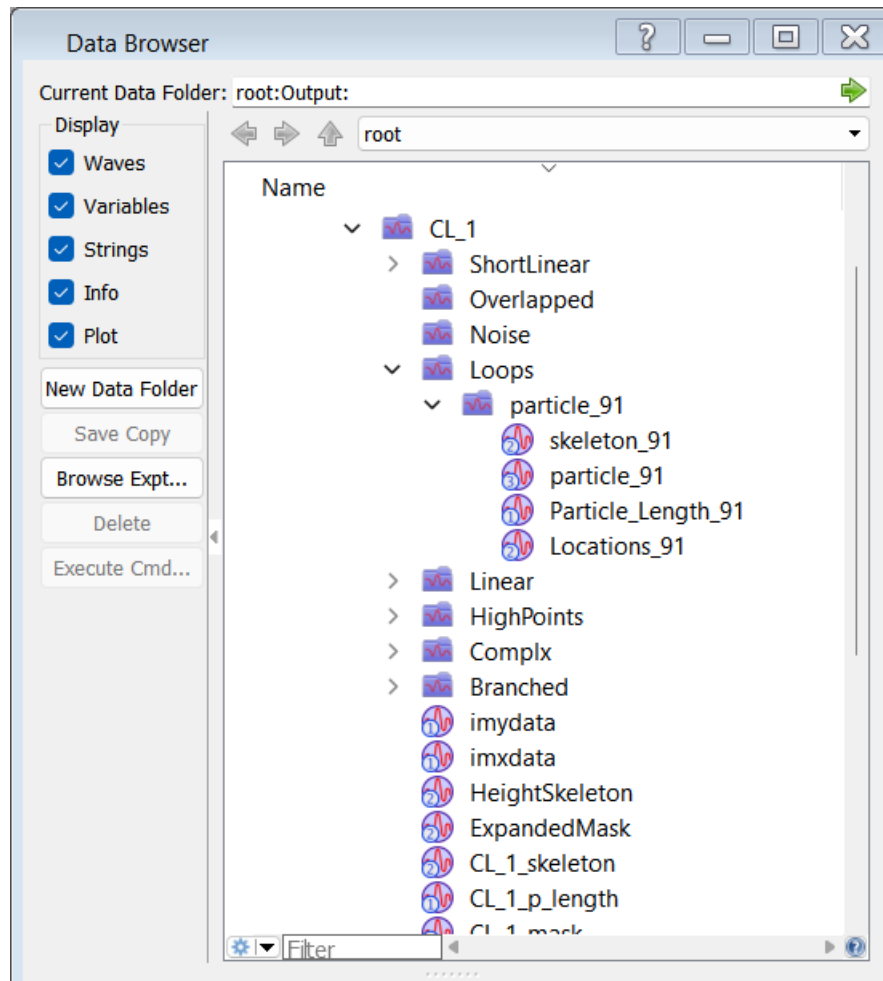 Data Browser
Current Data Folder: root:Output:
Display
Waves
Variables
Strings
Info
Plot
New Data Folder
Save Copy
Browse Expt...
Delete
Execute Cmd...
root
Name
CL_1
ShortLinear
Overlapped
Noise
Loops
particle_91
skeleton_91
particle_91
Particle_Length_91
Locations_91
Linear
HighPoints
Complx
Branched
imydata
imxdata
HeightSkeleton
ExpandedMask
CL_1_skeleton
CL_1_p_length
CL_1_mask
Filter